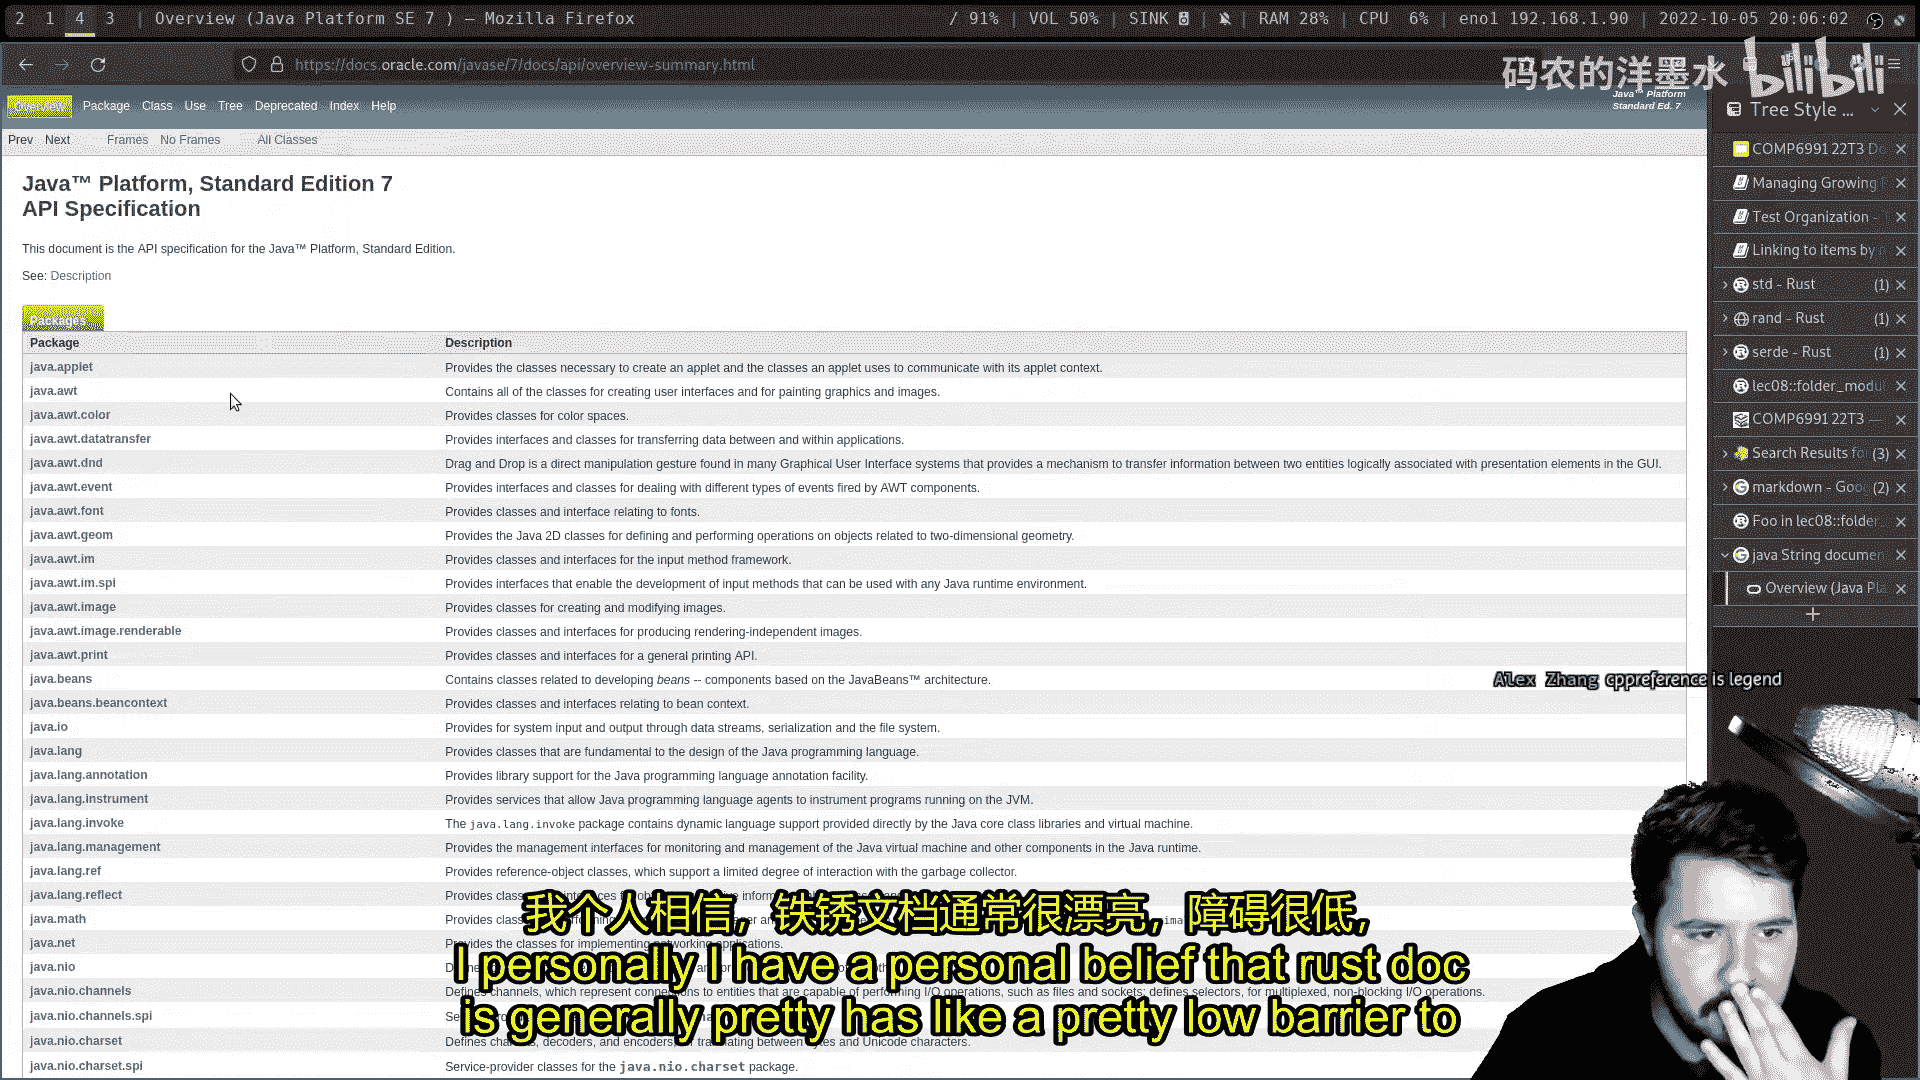 2 1 4 3 | Overview (Java Platform SE 7 ) — Mozilla Firefox
/ 91% | VOL 50% | SINK | | RAM 28% | CPU 6% | eno1 192.168.1.90 | 2022-10-05 20:06:02
https://docs.oracle.com/javase/7/docs/api/overview-summary.html
码农的洋墨水 bilibili
Overview Package Class Use Tree Deprecated Index Help
Java™ Platform
Standard Ed. 7
Prev Next Frames No Frames All Classes
Java™ Platform, Standard Edition 7
API Specification
This document is the API specification for the Java™ Platform, Standard Edition.
See: Description
Packages
Package Description
java.applet Provides the classes necessary to create an applet and the classes an applet uses to communicate with its applet context.
java.awt Contains all of the classes for creating user interfaces and for painting graphics and images.
java.awt.color Provides classes for color spaces.
java.awt.datatransfer Provides interfaces and classes for transferring data between and within applications.
java.awt.dnd Drag and Drop is a direct manipulation gesture found in many Graphical User Interface systems that provides a mechanism to transfer information between two entities logically associated with presentation elements in the GUI.
java.awt.event Provides interfaces and classes for dealing with different types of events fired by AWT components.
java.awt.font Provides classes and interface relating to fonts.
java.awt.geom Provides the Java 2D classes for defining and performing operations on objects related to two-dimensional geometry.
java.awt.im Provides classes and interfaces for the input method framework.
java.awt.im.spi Provides interfaces that enable the development of input methods that can be used with any Java runtime environment.
java.awt.image Provides classes for creating and modifying images.
java.awt.image.renderable Provides classes and interfaces for producing rendering-independent images.
java.awt.print Provides classes and interfaces for a general printing API.
java.beans Contains classes related to developing beans -- components based on the JavaBeans™ architecture.
java.beans.beancontext Provides classes and interfaces relating to bean context.
java.io Provides for system input and output through data streams, serialization and the file system.
java.lang Provides classes that are fundamental to the design of the Java programming language.
java.lang.annotation Provides library support for the Java programming language annotation facility.
java.lang.instrument Provides services that allow Java programming language agents to instrument programs running on the JVM.
java.lang.invoke The java.lang.invoke package contains dynamic language support provided directly by the Java core class libraries and virtual machine.
java.lang.management Provides the management interfaces for monitoring and management of the Java virtual machine and other components in the Java runtime.
java.lang.ref Provides reference-object classes, which support a limited degree of interaction with the garbage collector.
java.lang.reflect Provides
java.math Provides
java.net Provides the classes for implementing networking applications.
java.nio
java.nio.channels Defines channels, which represent connections to entities that are capable of performing I/O operations, such as files and sockets; defines selectors, for multiplexed, non-blocking I/O operations.
java.nio.channels.spi
java.nio.charset Defines charsets, decoders, and encoders, for translating between bytes and Unicode characters.
java.nio.charset.spi Service-provider classes for the java.nio.charset package.
Tree Style ...
COMP6991 22T3 Do
Managing Growing
Test Organization -
Linking to items by
std - Rust (1)
rand - Rust (1)
serde - Rust (1)
lec08::folder_modul
COMP6991 22T3 —
Search Results fo (3)
markdown - Goo (2)
Foo in lec08::folder_
java String documen
Overview (Java Pla
Alex Zhang cppreference is legend
我个人相信，铁锈文档通常很漂亮，障碍很低，
I personally I have a personal belief that rust doc
is generally pretty has like a pretty low barrier to